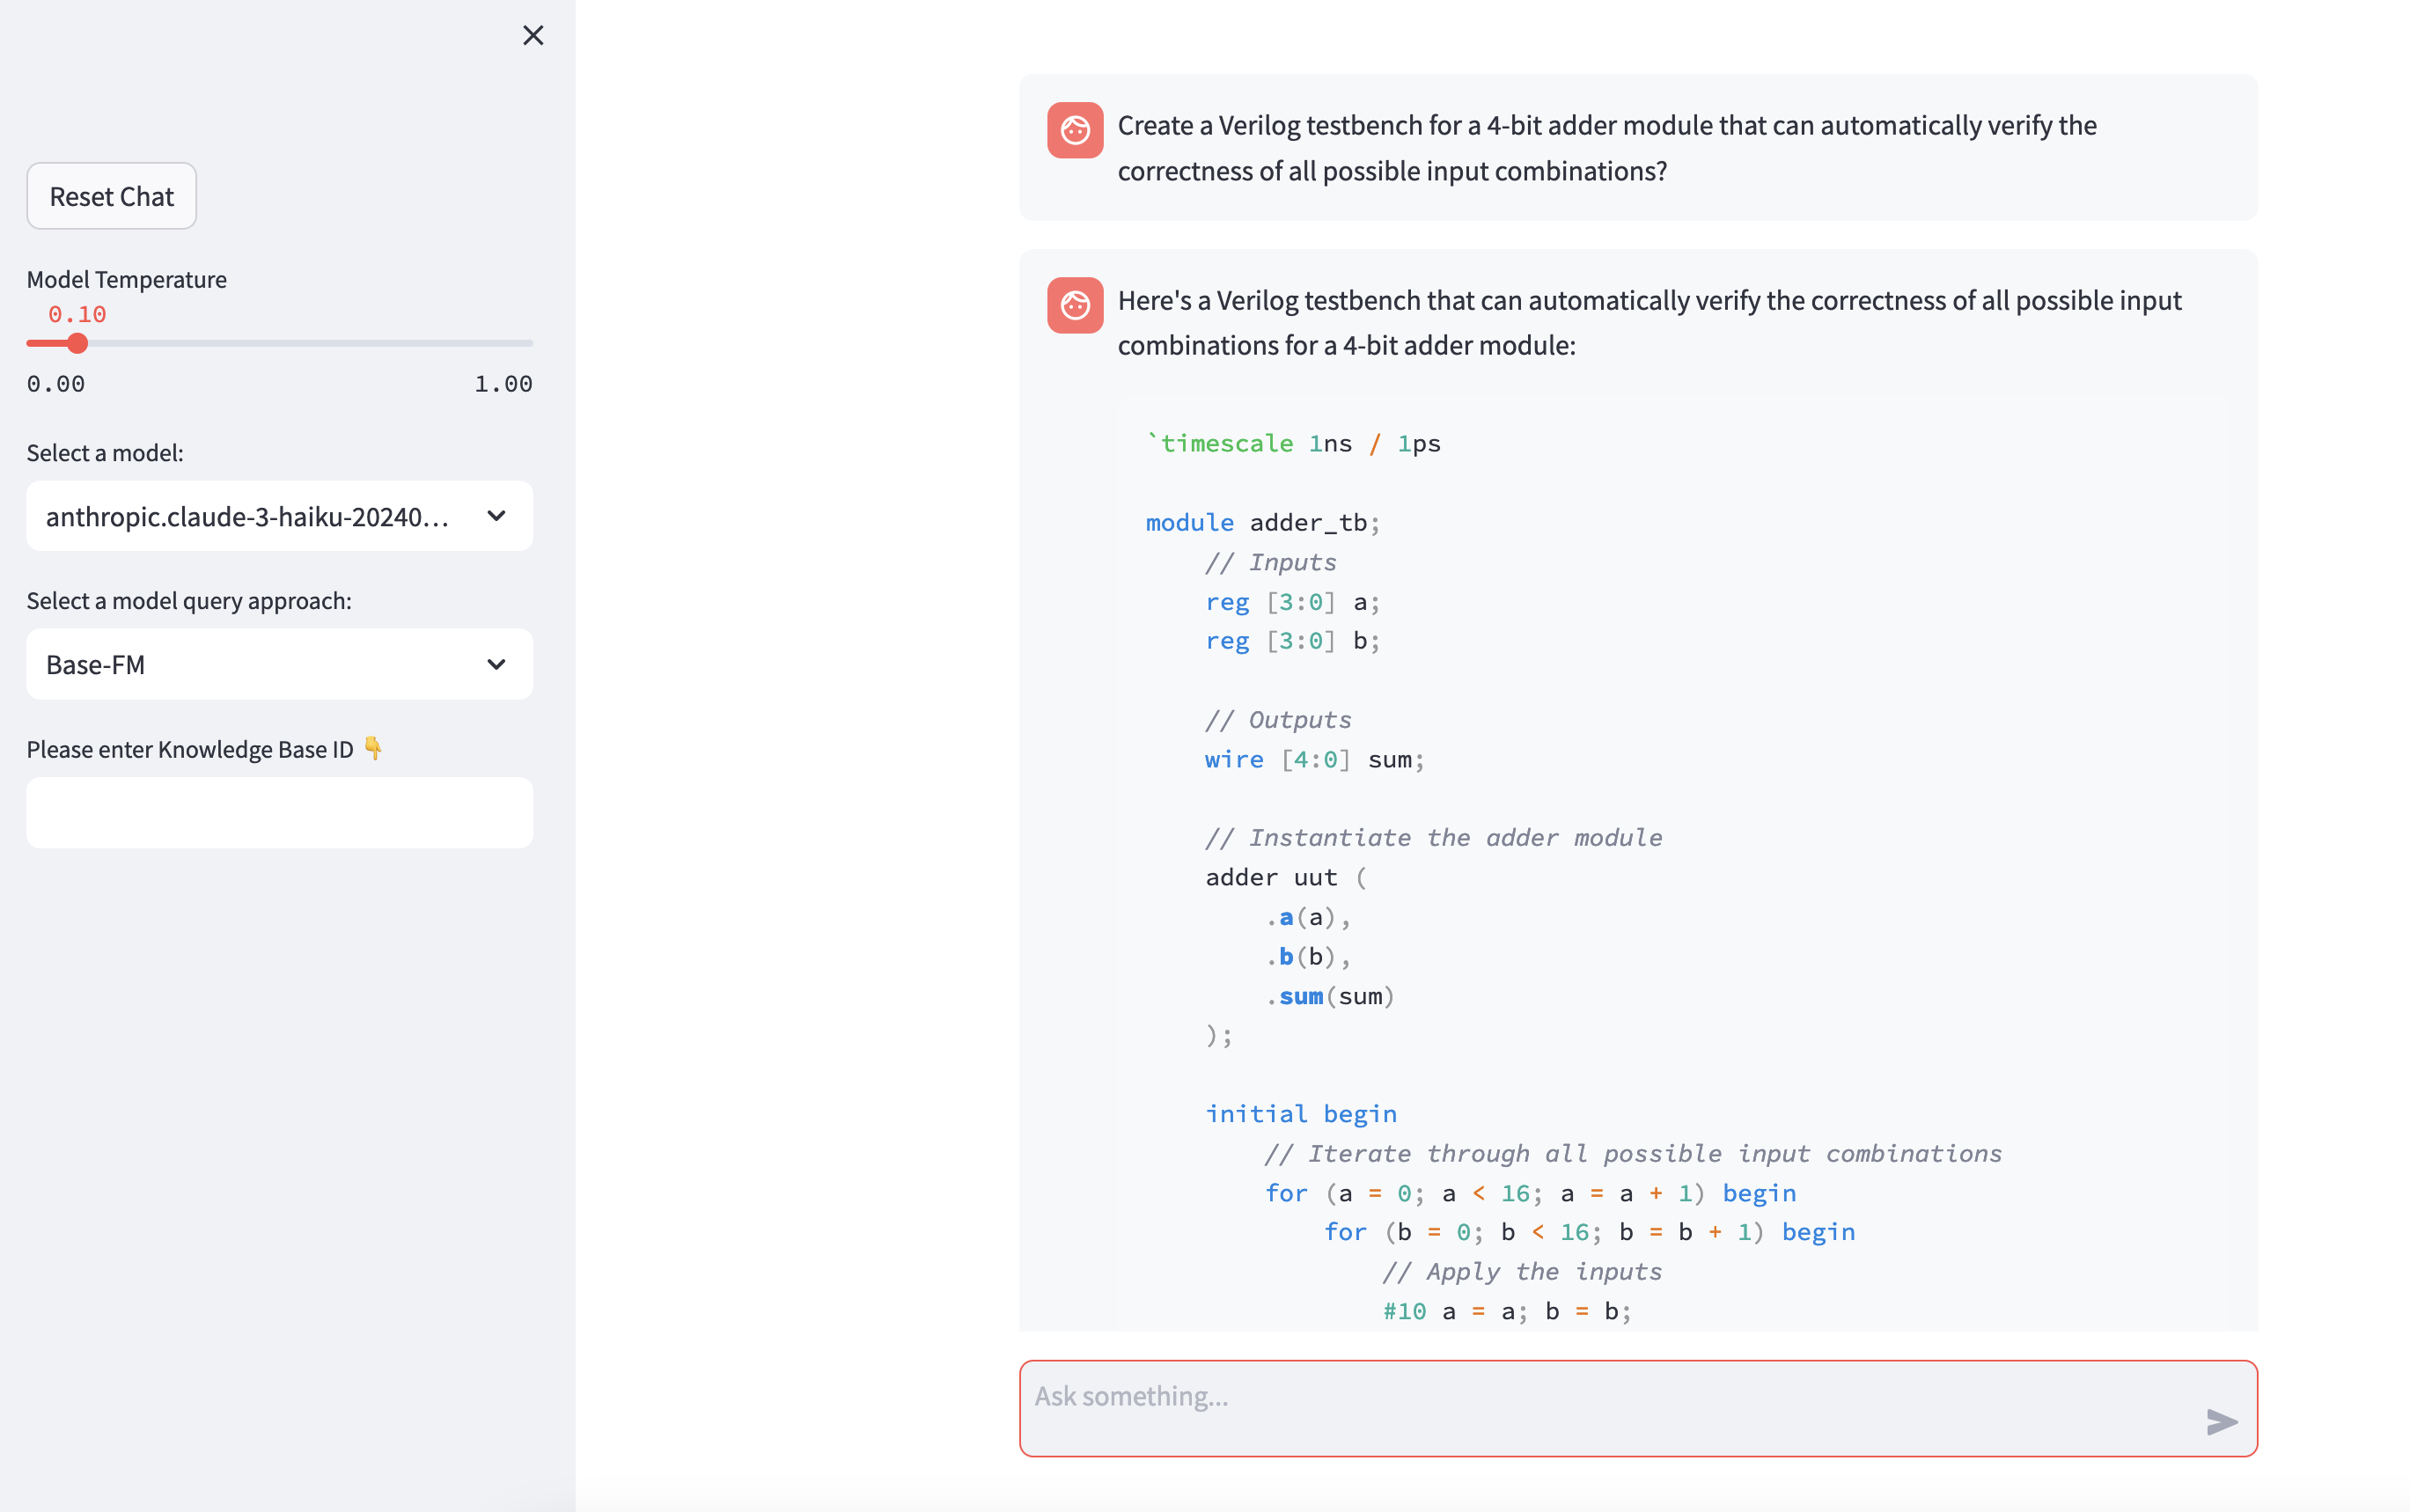 Reset Chat
Model Temperature
0.10
0.00 1.00
Select a model:
anthropic.claude-3-haiku-20240...
Select a model query approach:
Base-FM
Please enter Knowledge Base ID 👇
Create a Verilog testbench for a 4-bit adder module that can automatically verify the
correctness of all possible input combinations?
Here's a Verilog testbench that can automatically verify the correctness of all possible input
combinations for a 4-bit adder module:
`timescale 1ns / 1ps
module adder_tb;
// Inputs
reg [3:0] a;
reg [3:0] b;
// Outputs
wire [4:0] sum;
// Instantiate the adder module
adder uut (
.a(a),
.b(b),
.sum(sum)
);
initial begin
// Iterate through all possible input combinations
for (a = 0; a < 16; a = a + 1) begin
for (b = 0; b < 16; b = b + 1) begin
// Apply the inputs
#10 a = a; b = b;
Ask something...